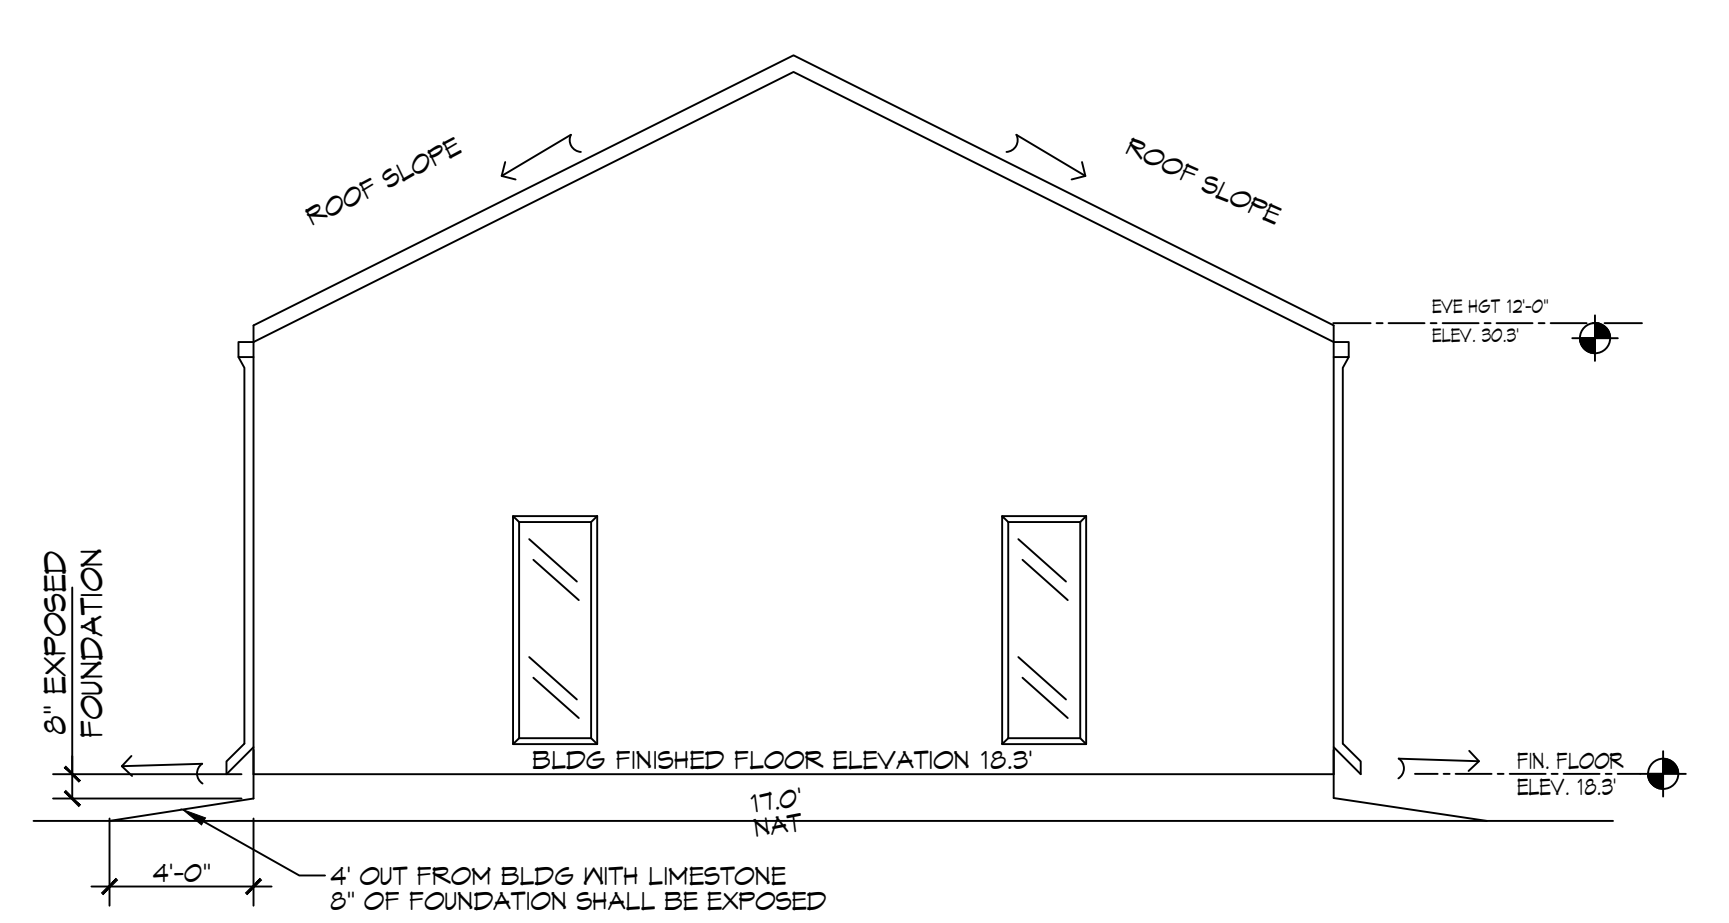 ROOF SLOPE
ROOF SLOPE
EVE HGT 12'-0"
ELEV. 30.3'
8" EXPOSED
FOUNDATION
BLDG FINISHED FLOOR ELEVATION 18.3'
FIN. FLOOR
ELEV. 18.3'
17.0'
NAT
4'-0"
4' OUT FROM BLDG WITH LIMESTONE
8" OF FOUNDATION SHALL BE EXPOSED